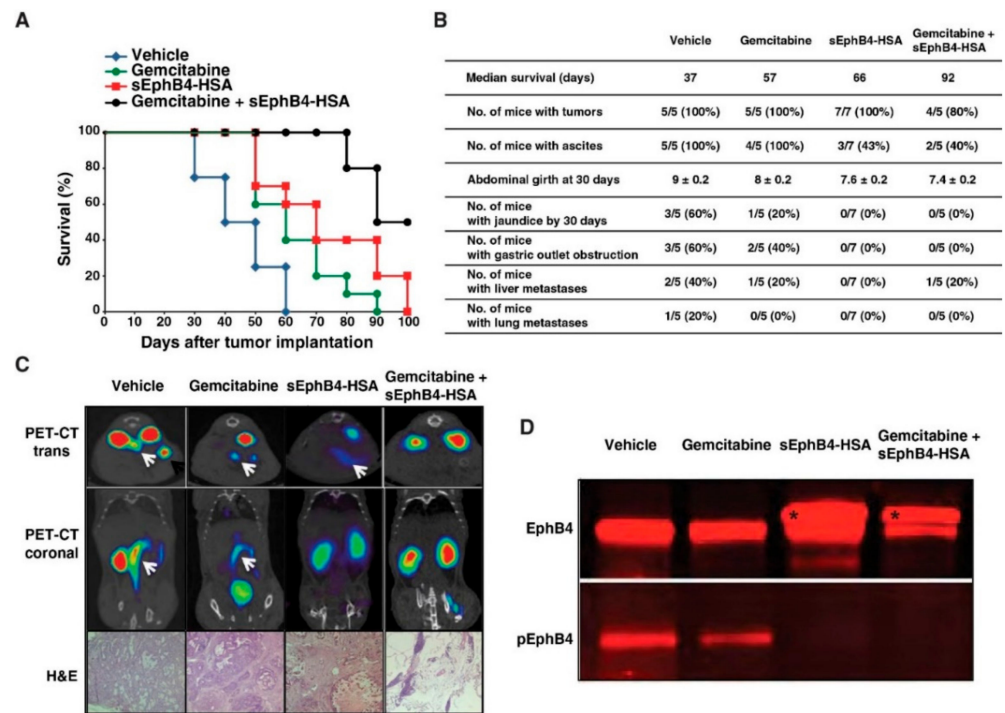 A
Vehicle
Gemcitabine
sEphB4-HSA
Gemcitabine + sEphB4-HSA
Survival (%)
100
80
60
40
20
0
0 10 20 30 40 50 60 70 80 90 100
Days after tumor implantation
B
Vehicle Gemcitabine sEphB4-HSA Gemcitabine +
sEphB4-HSA
Median survival (days) 37 57 66 92
No. of mice with tumors 5/5 (100%) 5/5 (100%) 7/7 (100%) 4/5 (80%)
No. of mice with ascites 5/5 (100%) 4/5 (100%) 3/7 (43%) 2/5 (40%)
Abdominal girth at 30 days 9 ± 0.2 8 ± 0.2 7.6 ± 0.2 7.4 ± 0.2
No. of mice
with jaundice by 30 days 3/5 (60%) 1/5 (20%) 0/7 (0%) 0/5 (0%)
No. of mice
with gastric outlet obstruction 3/5 (60%) 2/5 (40%) 0/7 (0%) 0/5 (0%)
No. of mice
with liver metastases 2/5 (40%) 1/5 (20%) 0/7 (0%) 1/5 (20%)
No. of mice
with lung metastases 1/5 (20%) 0/5 (0%) 0/7 (0%) 0/5 (0%)
C
Vehicle Gemcitabine sEphB4-HSA Gemcitabine +
sEphB4-HSA
PET-CT
trans
PET-CT
coronal
H&E
D
Vehicle Gemcitabine sEphB4-HSA Gemcitabine +
sEphB4-HSA
EphB4 * *
pEphB4